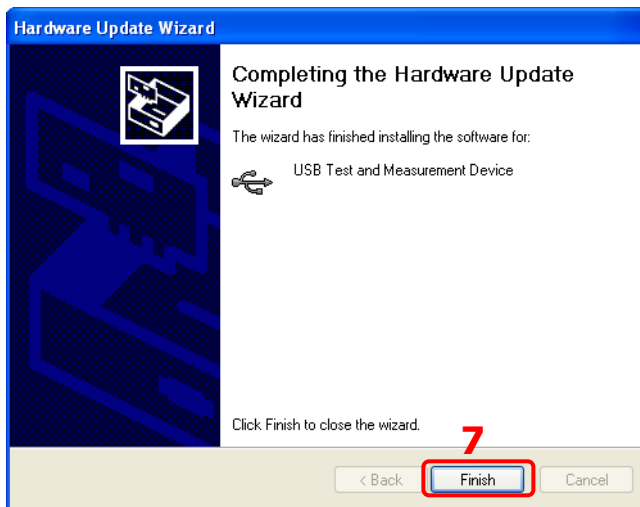 Hardware Update Wizard
Completing the Hardware Update
Wizard
The wizard has finished installing the software for:
USB Test and Measurement Device
Click Finish to close the wizard.
7
< Back
Finish
Cancel